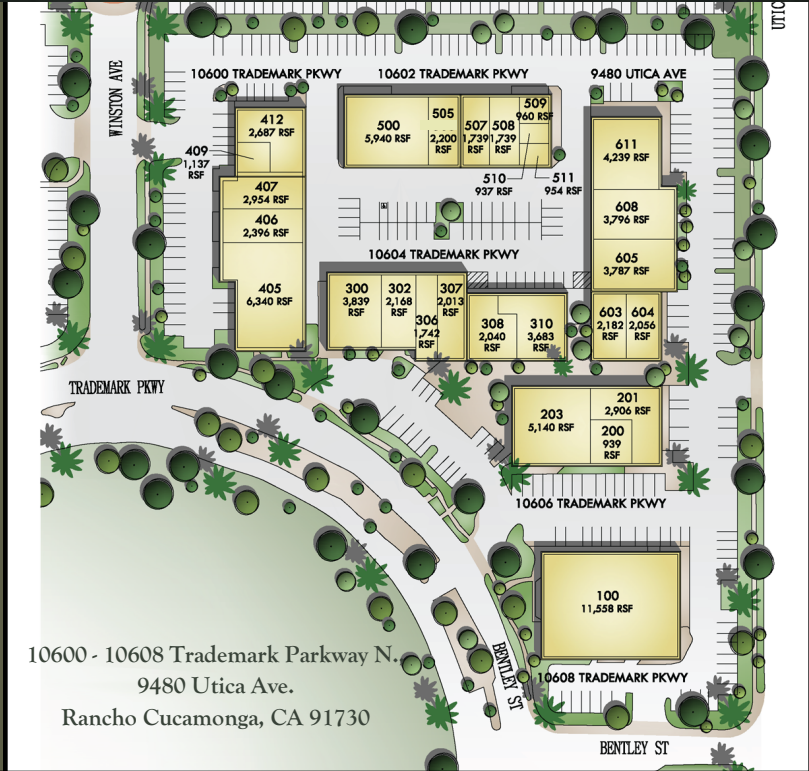 UTIC
WINSTON AVE
10600 TRADEMARK PKWY
10602 TRADEMARK PKWY
9480 UTICA AVE
412
2,687 RSF
409
1,137
RSF
407
2,954 RSF
406
2,396 RSF
405
6,340 RSF
500
5,940 RSF
505
2,200
RSF
507
1,739
RSF
508
1,739
RSF
509
960 RSF
510
937 RSF
511
954 RSF
611
4,239 RSF
608
3,796 RSF
605
3,787 RSF
603
2,182
RSF
604
2,056
RSF
10604 TRADEMARK PKWY
300
3,839
RSF
302
2,168
RSF
306
1,742
RSF
307
2,013
RSF
308
2,040
RSF
310
3,683
RSF
TRADEMARK PKWY
203
5,140 RSF
201
2,906 RSF
200
939
RSF
10606 TRADEMARK PKWY
100
11,558 RSF
10608 TRADEMARK PKWY
BENTLEY ST
BENTLEY ST
10600 - 10608 Trademark Parkway N.,
9480 Utica Ave.
Rancho Cucamonga, CA 91730